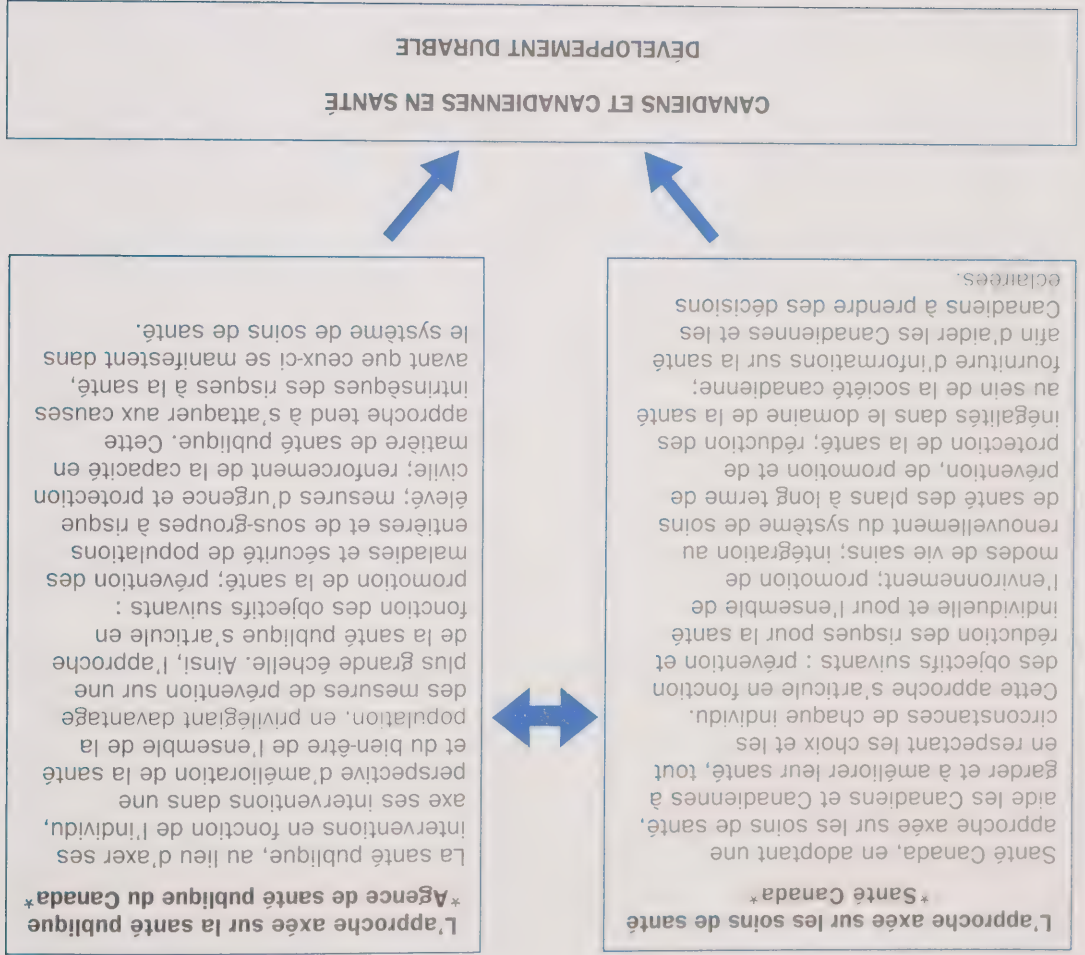 L'approche axée sur les soins de santé
*Santé Canada*
Santé Canada, en adoptant une
approche axée sur les soins de santé,
aide les Canadiens et Canadiennes à
garder et à améliorer leur santé, tout
en respectant les choix et les
circonstances de chaque individu.
Cette approche s'articule en fonction
des objectifs suivants : prévention et
réduction des risques pour la santé
individuelle et pour l'ensemble de
l'environnement; promotion de
modes de vie sains; intégration au
renouvellement du système de soins
de santé des plans à long terme de
prévention, de promotion et de
protection de la santé; réduction des
inégalités dans le domaine de la santé
au sein de la société canadienne;
fourniture d'informations sur la santé
afin d'aider les Canadiennes et les
Canadiens à prendre des décisions
éclairées.
L'approche axée sur la santé publique
*Agence de santé publique du Canada*
La santé publique, au lieu d'axer ses
interventions en fonction de l'individu,
axe ses interventions dans une
perspective d'amélioration de la santé
et du bien-être de l'ensemble de la
population, en privilégiant davantage
des mesures de prévention sur une
plus grande échelle. Ainsi, l'approche
de la santé publique s'articule en
fonction des objectifs suivants :
promotion de la santé; prévention des
maladies et sécurité de populations
entières et de sous-groupes à risque
élevé; mesures d'urgence et protection
civile; renforcement de la capacité en
matière de santé publique. Cette
approche tend à s'attaquer aux causes
intrinsèques des risques à la santé,
avant que ceux-ci se manifestent dans
le système de soins de santé.
CANADIENS ET CANADIENNES EN SANTÉ
DÉVELOPPEMENT DURABLE